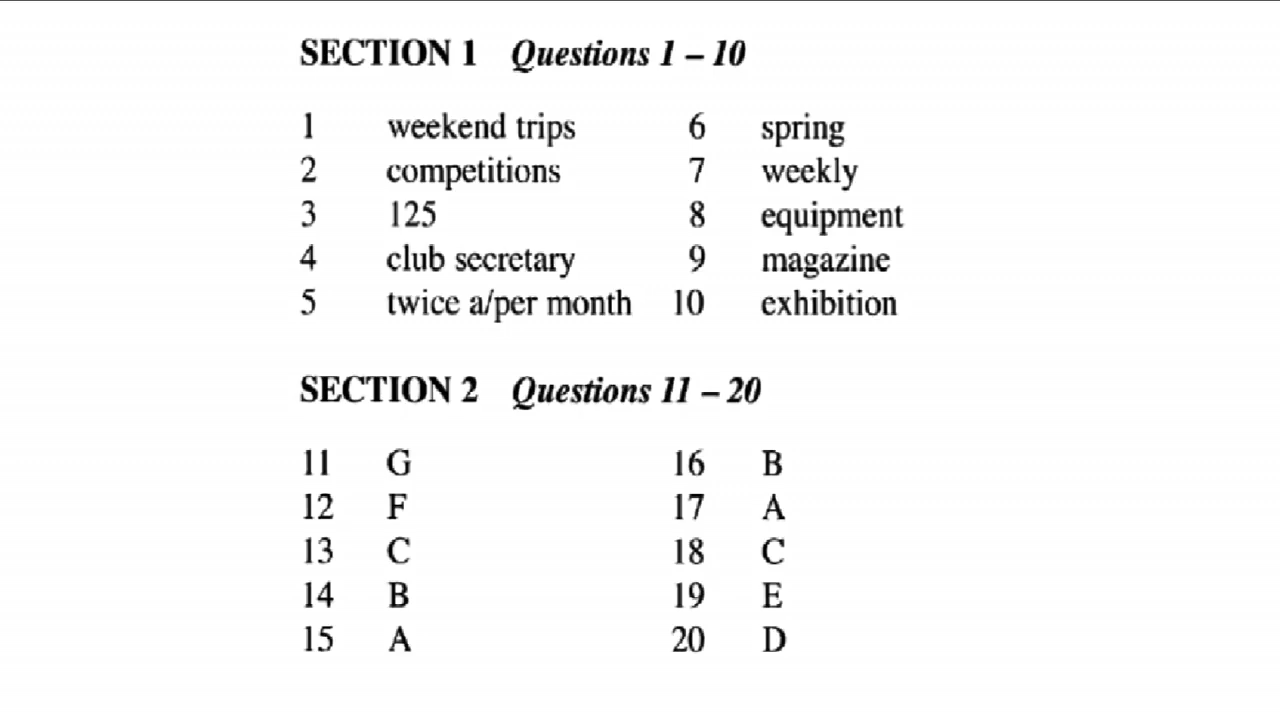 SECTION 1 Questions 1 – 10
1 weekend trips 6 spring
2 competitions 7 weekly
3 125 8 equipment
4 club secretary 9 magazine
5 twice a/per month 10 exhibition
SECTION 2 Questions 11 – 20
11 G 16 B
12 F 17 A
13 C 18 C
14 B 19 E
15 A 20 D